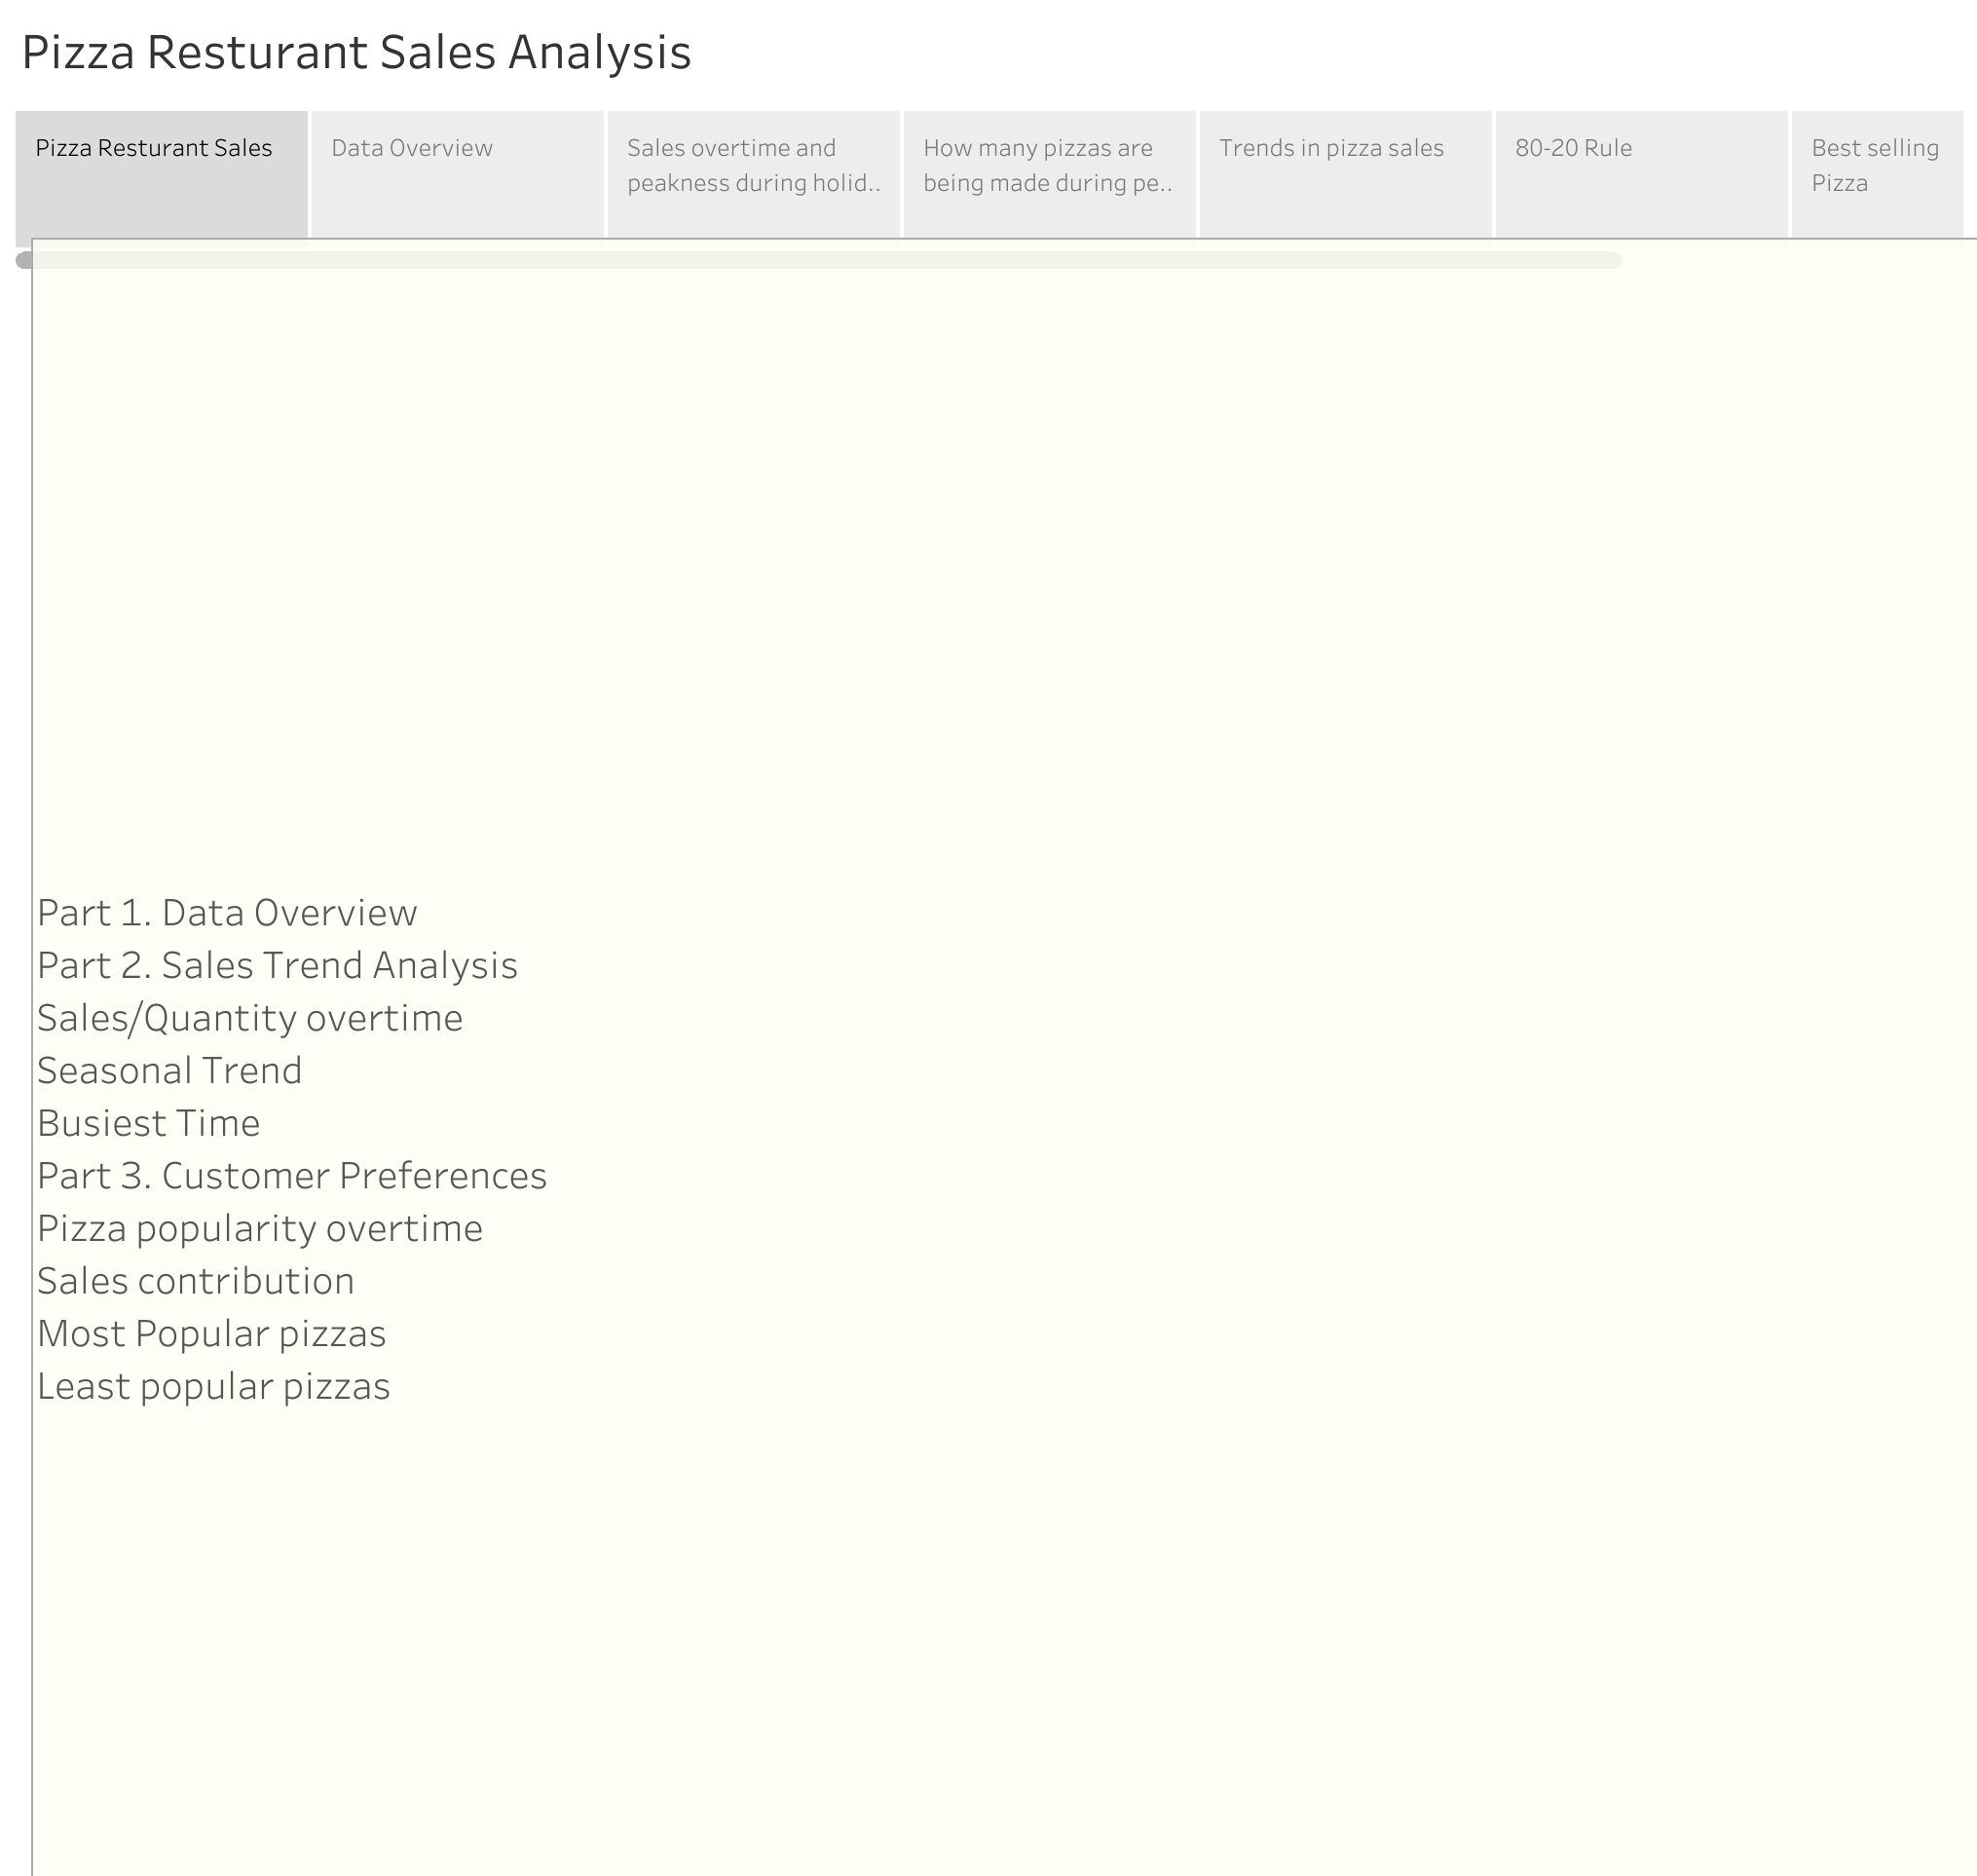 Pizza Resturant Sales Analysis
Pizza Resturant Sales
Data Overview
Sales overtime and
peakness during holid..
How many pizzas are
being made during pe..
Trends in pizza sales
80-20 Rule
Best selling
Pizza
Part 1. Data Overview
Part 2. Sales Trend Analysis
Sales/Quantity overtime
Seasonal Trend
Busiest Time
Part 3. Customer Preferences
Pizza popularity overtime
Sales contribution
Most Popular pizzas
Least popular pizzas